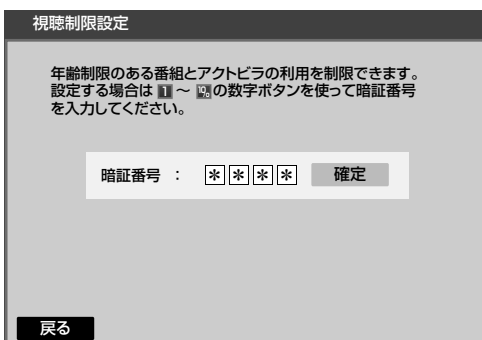 視聴制限設定
年齢制限のある番組とアクトビラの利用を制限できます。
設定する場合は 1 ～ 10 の数字ボタンを使って暗証番号
を入力してください。
暗証番号 ： ＊ ＊ ＊ ＊ 確定
戻る